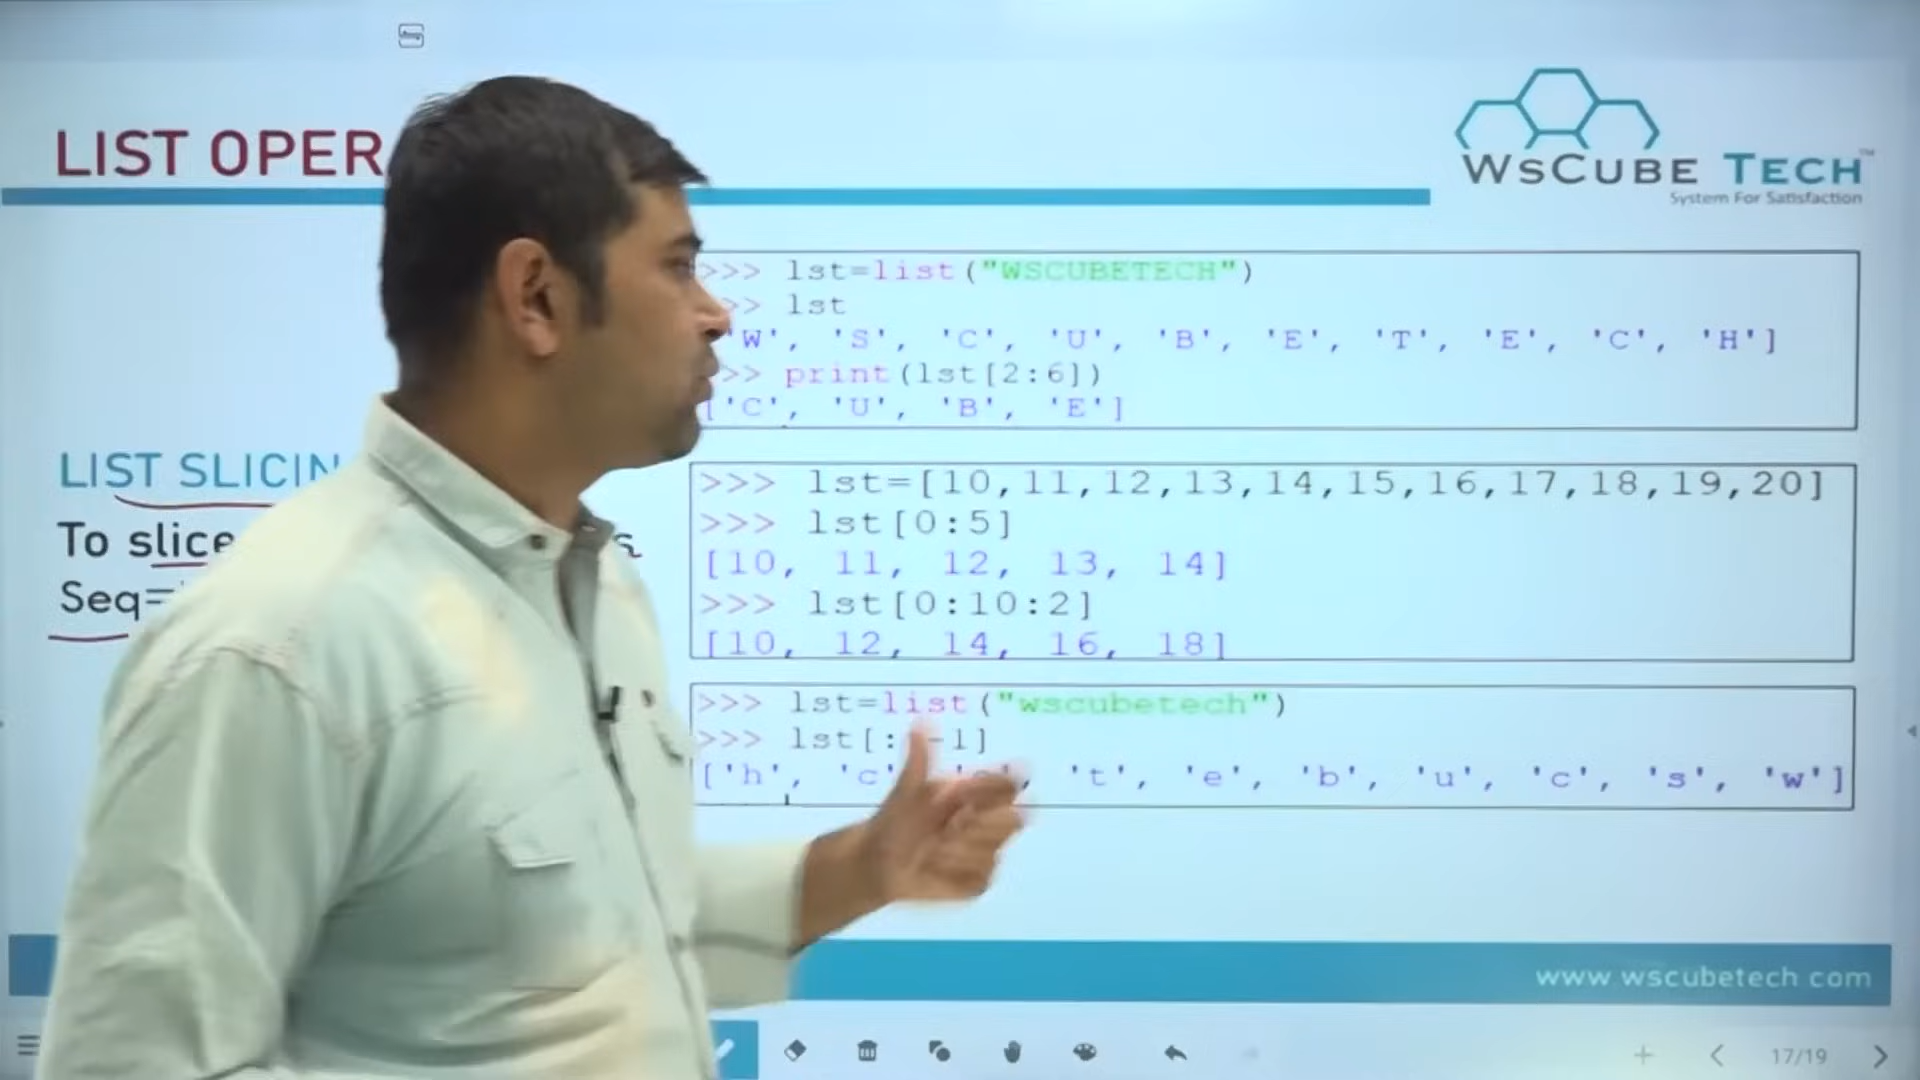 LIST OPER
WSCUBE TECH™
System For Satisfaction
>>> lst=list("WSCUBETECH")
>> lst
'W', 'S', 'C', 'U', 'B', 'E', 'T', 'E', 'C', 'H']
>> print(lst[2:6])
['C', 'U', 'B', 'E']
LIST SLICIN
To slice
Seq=
>>> lst=[10,11,12,13,14,15,16,17,18,19,20]
>>> lst[0:5]
[10, 11, 12, 13, 14]
>>> lst[0:10:2]
[10, 12, 14, 16, 18]
>>> lst=list("wscubetech")
>>> lst[: -1]
['h', 'c' 't', 'e', 'b', 'u', 'c', 's', 'w']
www wscubetech com
17/19